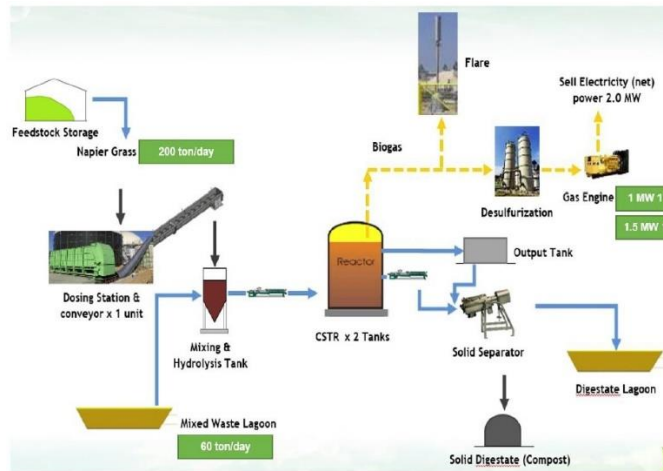 Flare
Sell Electricity (net)
power 2.0 MW
Feedstock Storage
Biogas
Napier Grass
200 ton/day
Desulfurization
Gas Engine
1 MW 1
1.5 MW
Reactor
Output Tank
Dosing Station &
conveyor x 1 unit
CSTR x 2 Tanks
Mixing &
Hydrolysis Tank
Solid Separator
Digestate Lagoon
Mixed Waste Lagoon
60 ton/day
Solid Digestate (Compost)